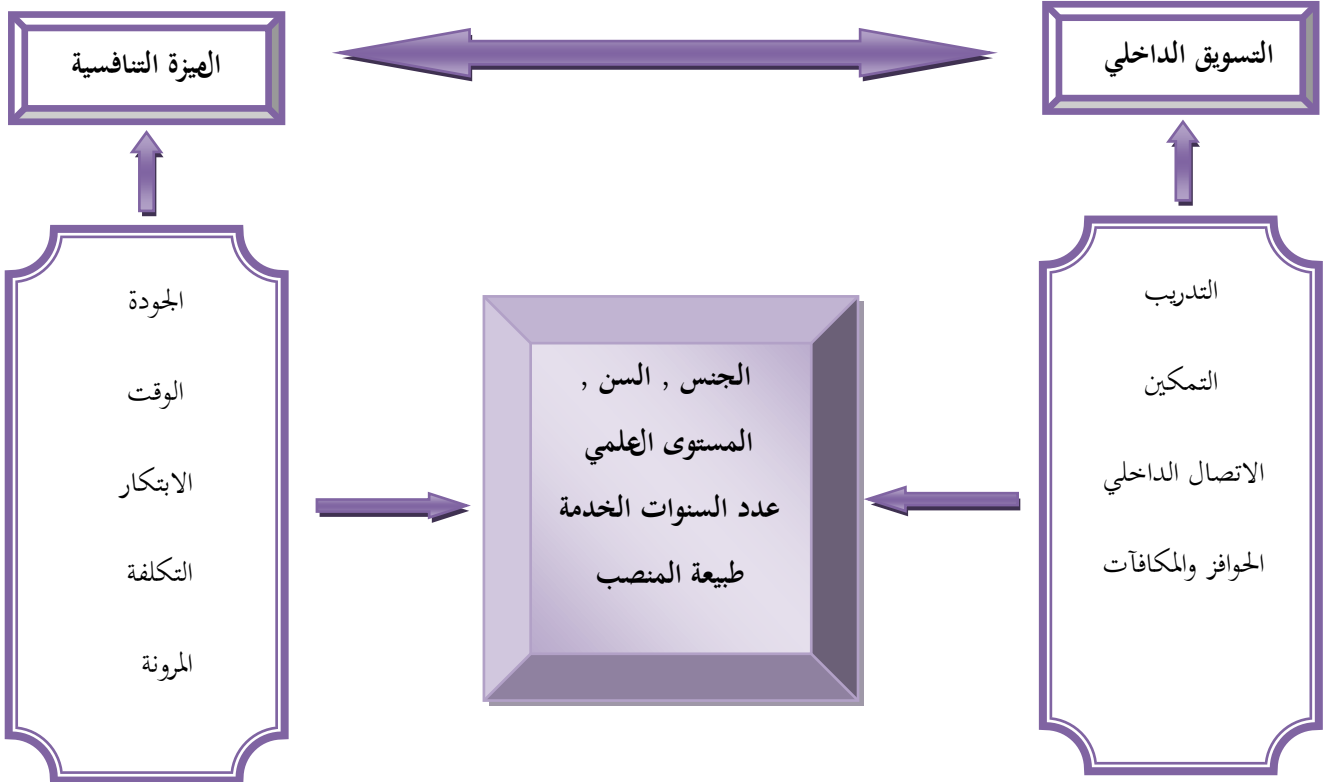 التسويق الداخلي
الميزة التنافسية
التدريب
التمكين
الاتصال الداخلي
الحوافز والمكافآت
الجنس , السن ,
المستوى العلمي
عدد السنوات الخدمة
طبيعة المنصب
الجودة
الوقت
الابتكار
التكلفة
المرونة